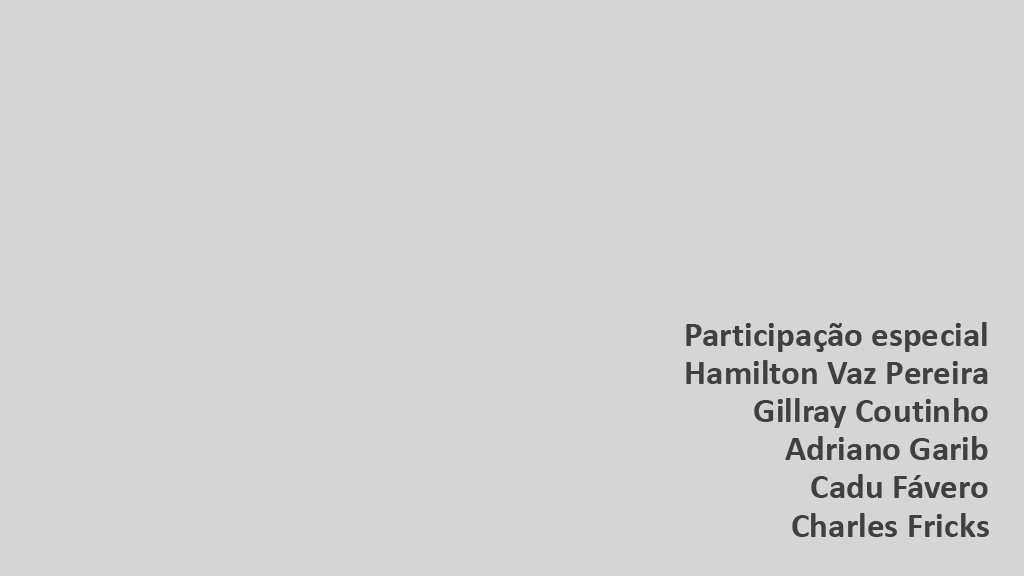 Participação especial
Hamilton Vaz Pereira
Gillray Coutinho
Adriano Garib
Cadu Fávero
Charles Fricks